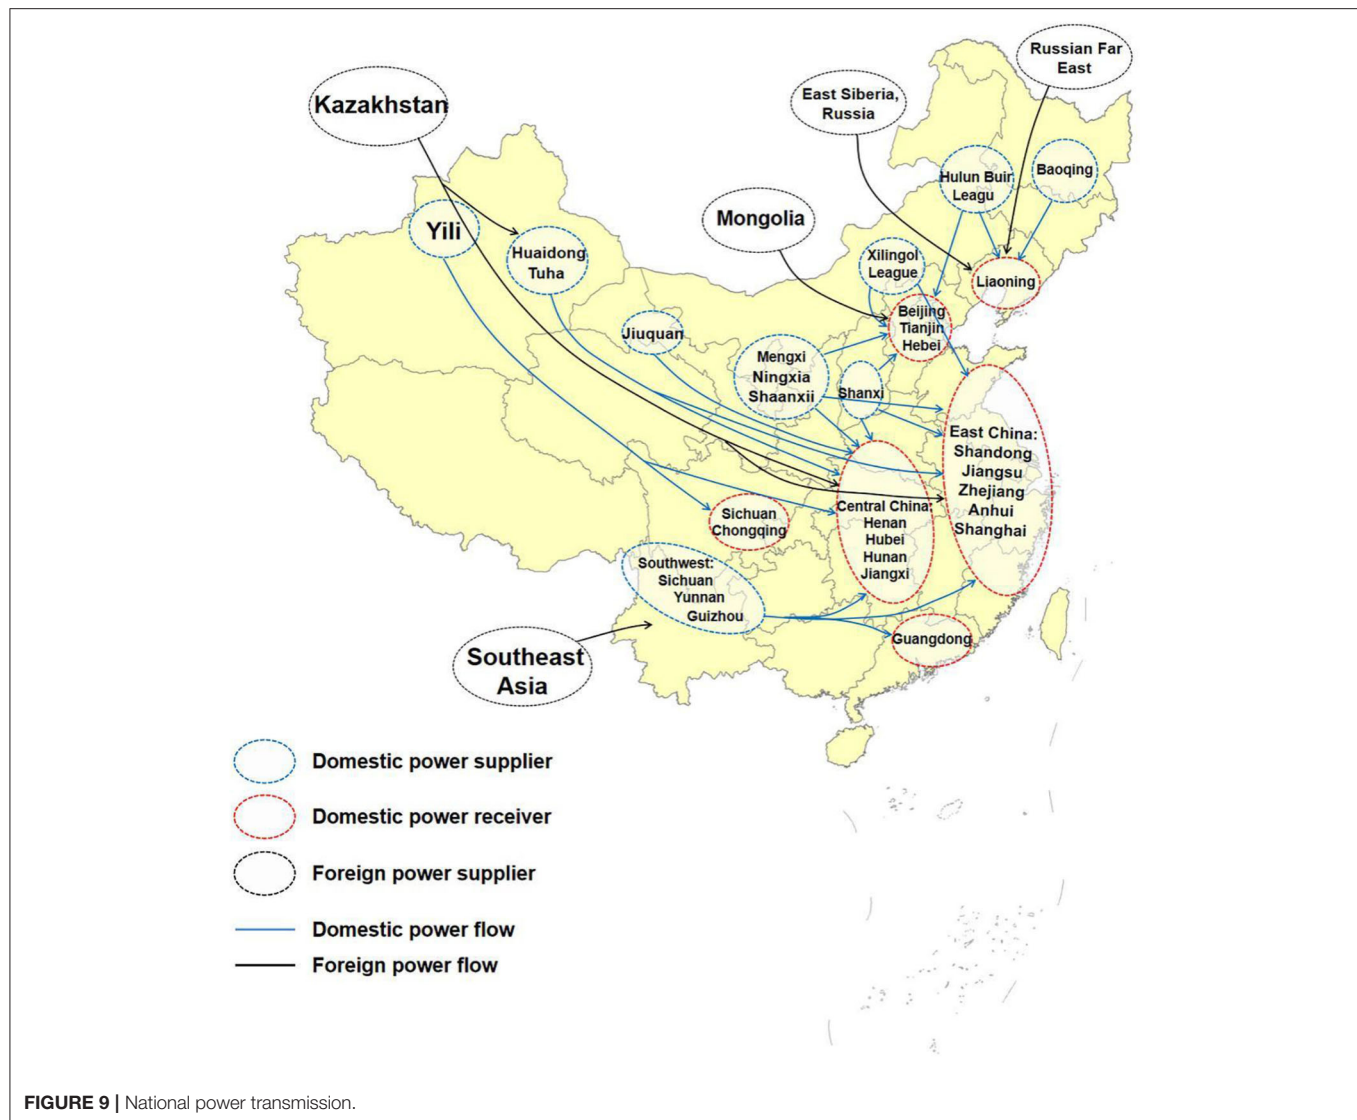 Russian Far
East
Kazakhstan
East Siberia,
Russia
Hulun Buir
Leagu
Baoqing
Mongolia
Yili
Huaidong
Tuha
Xilingol
League
Liaoning
Jiuquan
Beijing
Tianjin
Hebei
Mengxi
Ningxia
Shaanxii
Shanxi
East China:
Shandong
Jiangsu
Zhejiang
Anhui
Shanghai
Sichuan
Chongqing
Central China:
Henan
Hubei
Hunan
Jiangxi
Southwest:
Sichuan
Yunnan
Guizhou
Guangdong
Southeast
Asia
Domestic power supplier
Domestic power receiver
Foreign power supplier
Domestic power flow
Foreign power flow
FIGURE 9 | National power transmission.